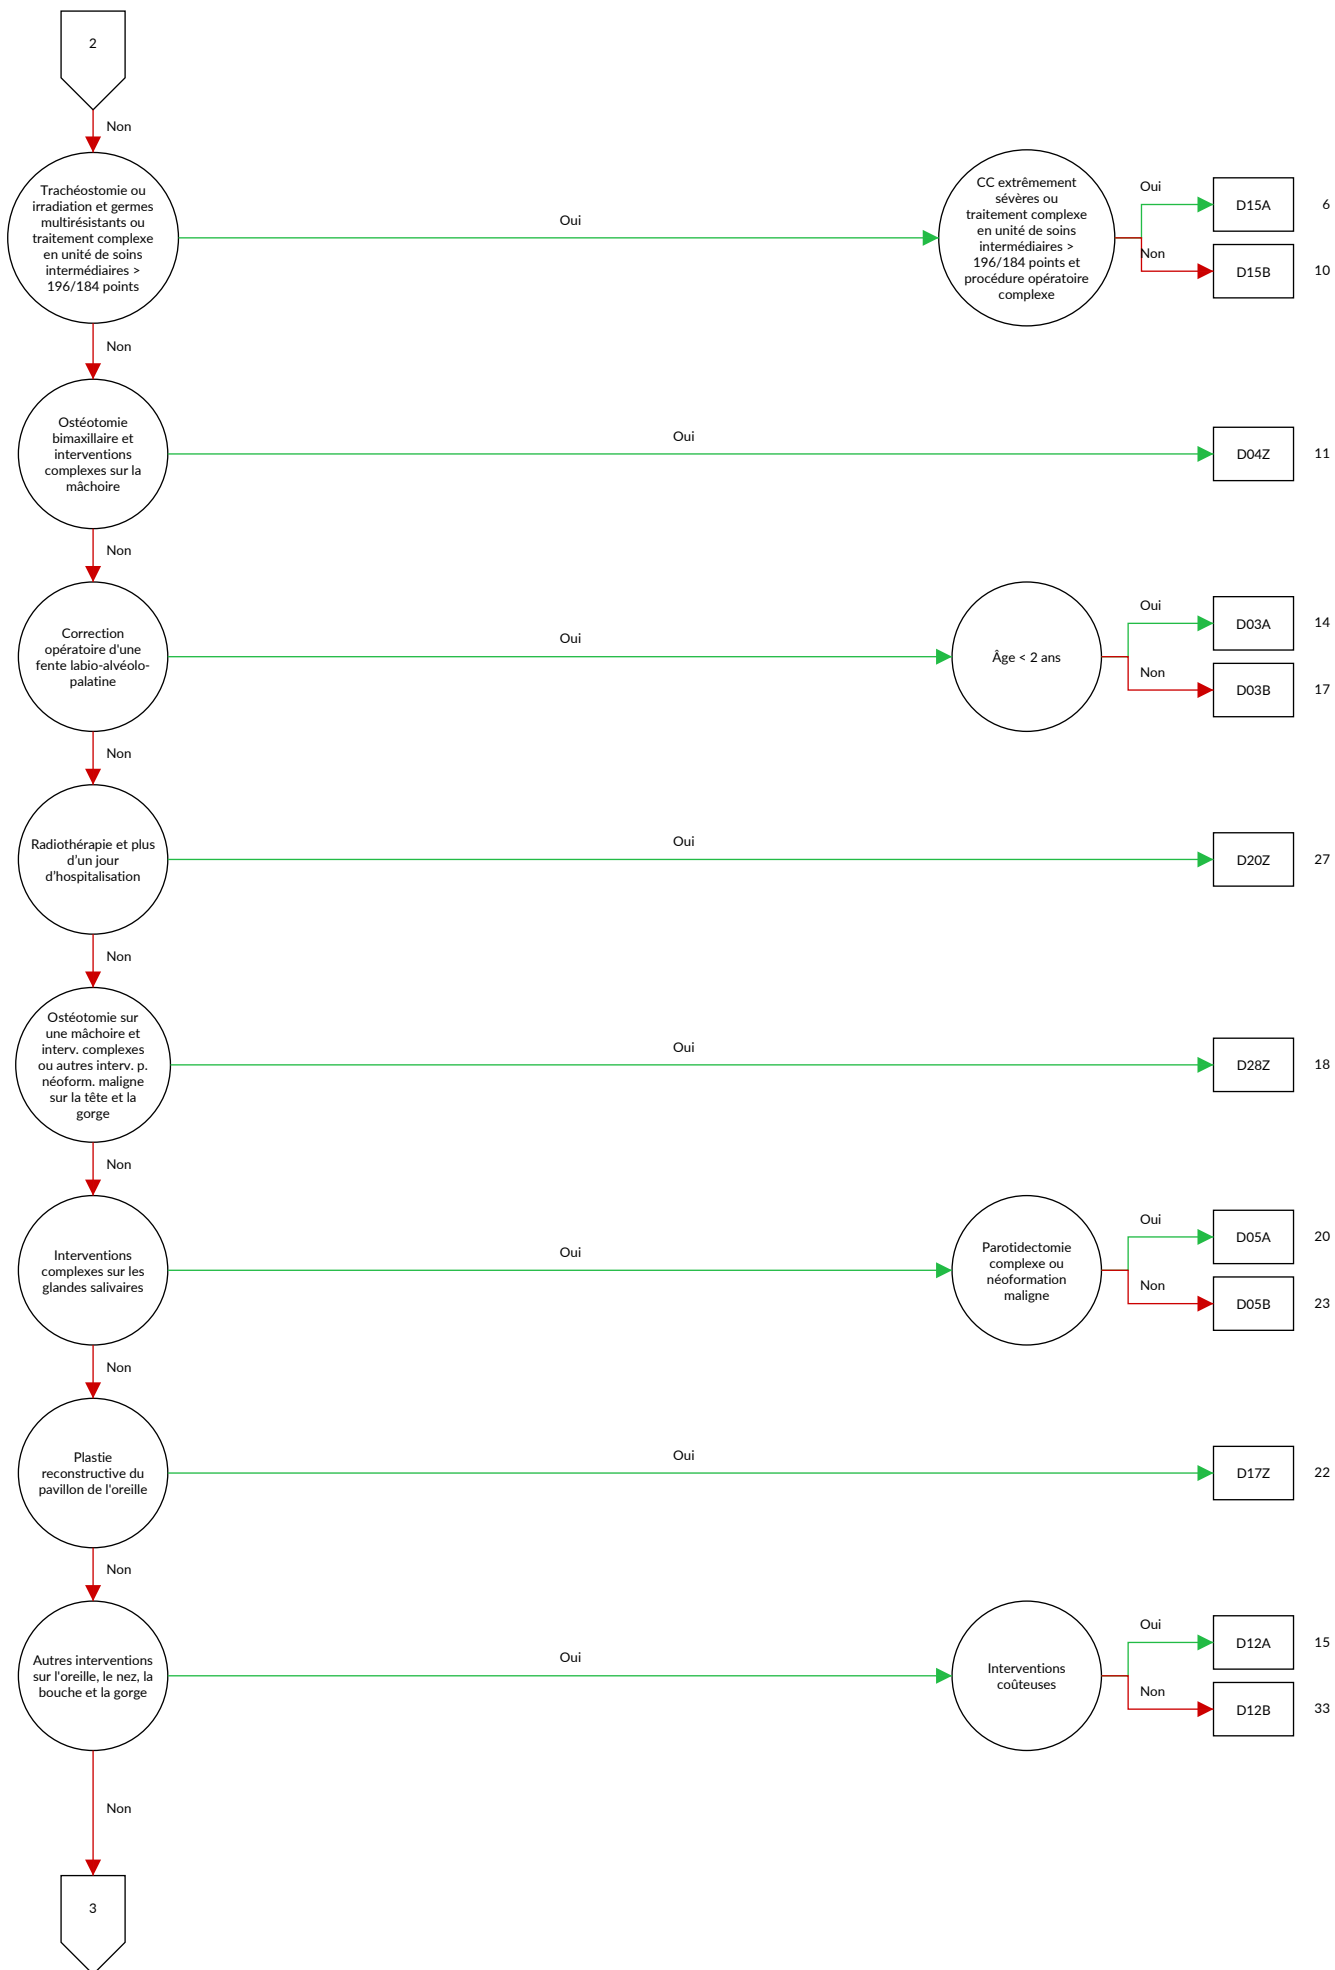 2
Non
Trachéostomie ou
irradiation et germes
multirésistants ou
traitement complexe
en unité de soins
intermédiaires >
196/184 points
Oui
CC extrêmement
sévères ou
traitement complexe
en unité de soins
intermédiaires >
196/184 points et
procédure opératoire
complexe
Oui
D15A
6
Non
D15B
10
Non
Ostéotomie
bimaxillaire et
interventions
complexes sur la
mâchoire
Oui
D04Z
11
Non
Correction
opératoire d'une
fente labio-alvéolo-
palatine
Oui
Âge < 2 ans
Oui
D03A
14
Non
D03B
17
Non
Radiothérapie et plus
d'un jour
d'hospitalisation
Oui
D20Z
27
Non
Ostéotomie sur
une mâchoire et
interv. complexes
ou autres interv. p.
néoform. maligne
sur la tête et la
gorge
Oui
D28Z
18
Non
Interventions
complexes sur les
glandes salivaires
Oui
Parotidectomie
complexe ou
néoformation
maligne
Oui
D05A
20
Non
D05B
23
Non
Plastie
reconstructive du
pavillon de l'oreille
Oui
D17Z
22
Non
Autres interventions
sur l'oreille, le nez, la
bouche et la gorge
Oui
Interventions
coûteuses
Oui
D12A
15
Non
D12B
33
Non
3